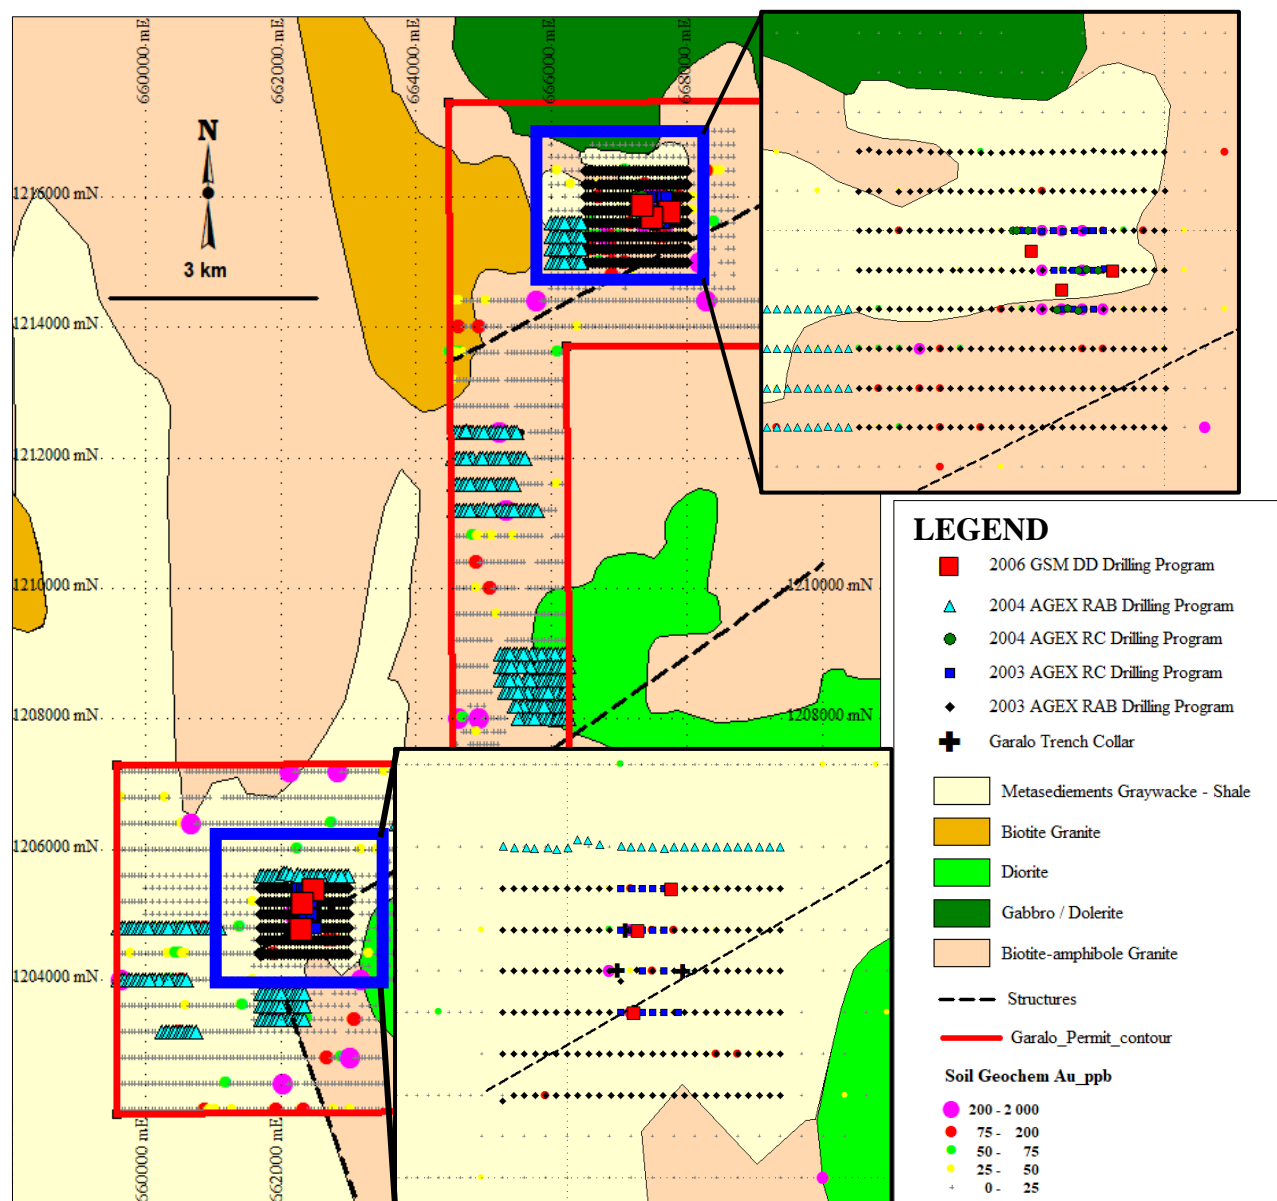 660000 mE
662000 mE
664000 mE
666000 mE
668000 mE
N
3 km
1216000 mN
1214000 mN
1212000 mN
1210000 mN
1210000 mN
1208000 mN
1208000 mN
1206000 mN
1204000 mN
660000 mE
662000 mE
LEGEND
2006 GSM DD Drilling Program
2004 AGEX RAB Drilling Program
2004 AGEX RC Drilling Program
2003 AGEX RC Drilling Program
2003 AGEX RAB Drilling Program
Garalo Trench Collar
Metasediements Graywacke - Shale
Biotite Granite
Diorite
Gabbro / Dolerite
Biotite-amphibole Granite
Structures
Garalo_Permit_contour
Soil Geochem Au_ppb
200 - 2 000
75 - 200
50 - 75
25 - 50
0 - 25